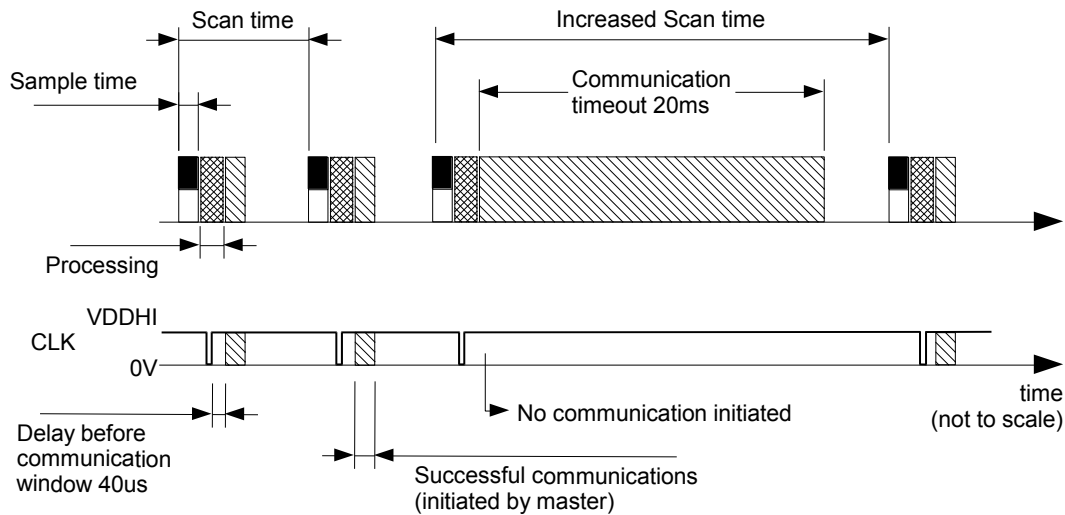 Scan time
Increased Scan time
Sample time
Communication
timeout 20ms
Processing
VDDHI
CLK
0V
No communication initiated
time
(not to scale)
Delay before
communication
window 40us
Successful communications
(initiated by master)